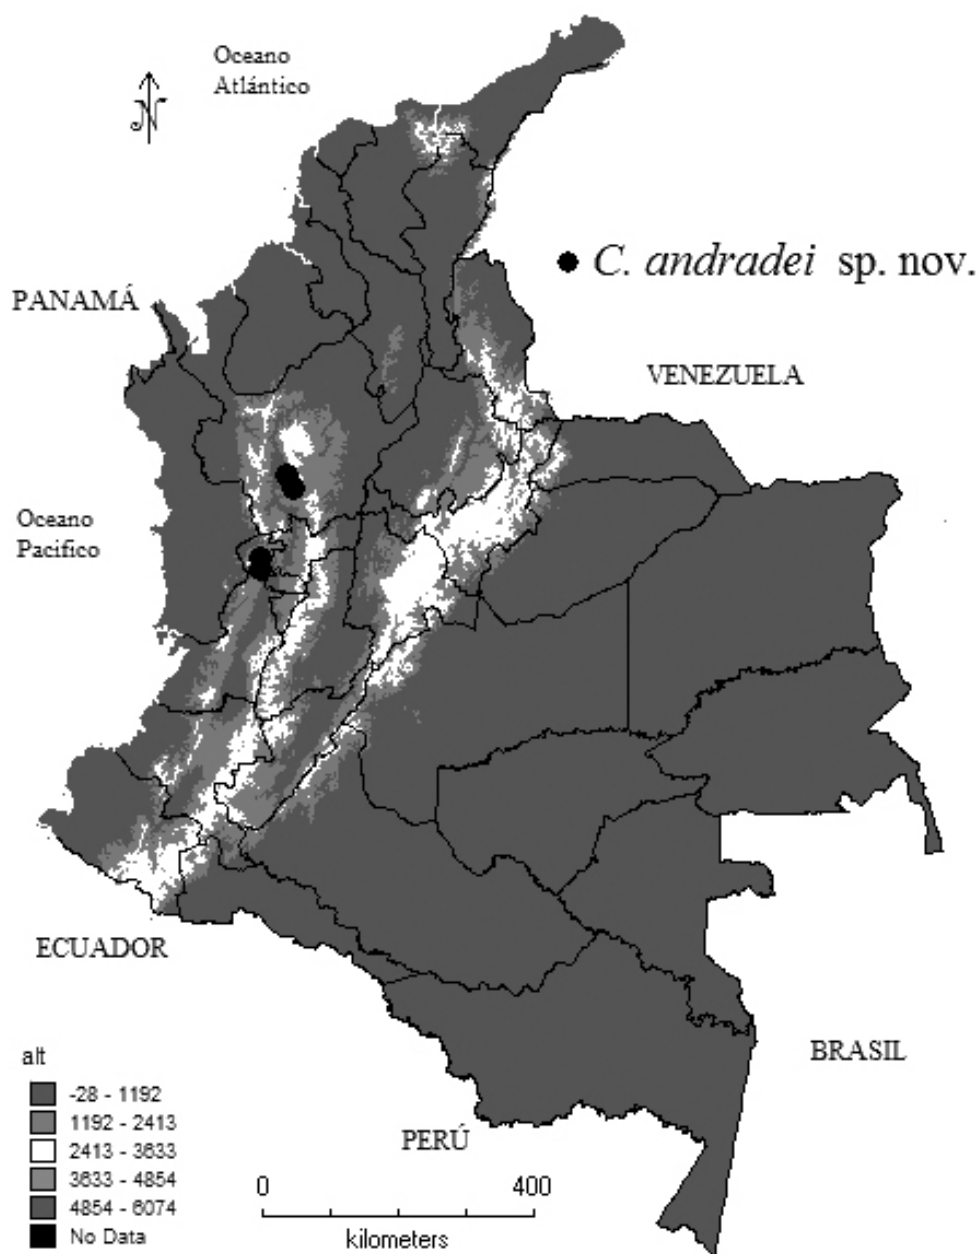 Oceano
Atlántico
N
C. andradei sp. nov.
PANAMÁ
VENEZUELA
Oceano
Pacifico
ECUADOR
BRASIL
PERÚ
alt
-28 - 1192
1192 - 2413
2413 - 3633
3633 - 4854
4854 - 6074
No Data
0 400
kilometers